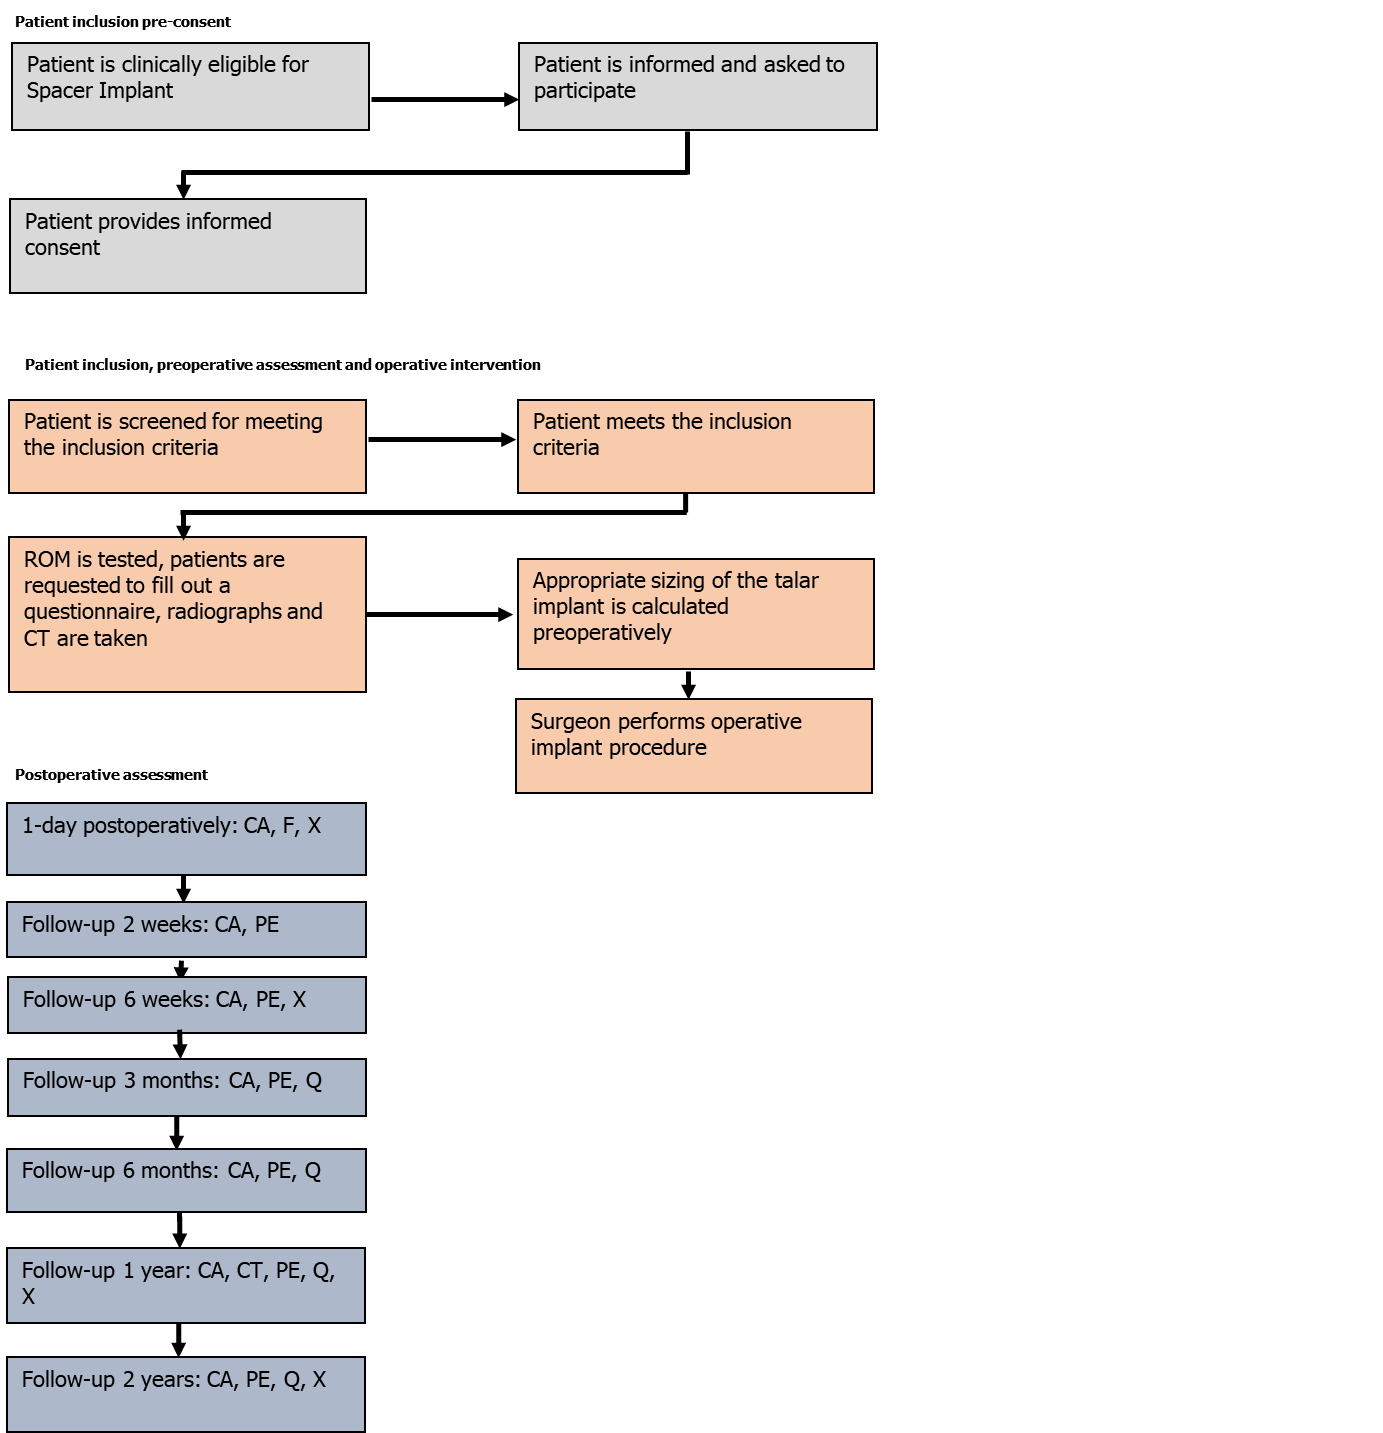 Patient inclusion pre-consent
Patient is clinically eligible for
Spacer Implant
Patient is informed and asked to
participate
Patient provides informed
consent
Patient inclusion, preoperative assessment and operative intervention
Patient is screened for meeting
the inclusion criteria
Patient meets the inclusion
criteria
ROM is tested, patients are
requested to fill out a
questionnaire, radiographs and
CT are taken
Appropriate sizing of the talar
implant is calculated
preoperatively
Surgeon performs operative
implant procedure
Postoperative assessment
1-day postoperatively: CA, F, X
Follow-up 2 weeks: CA, PE
Follow-up 6 weeks: CA, PE, X
Follow-up 3 months: CA, PE, Q
Follow-up 6 months: CA, PE, Q
Follow-up 1 year: CA, CT, PE, Q,
X
Follow-up 2 years: CA, PE, Q, X